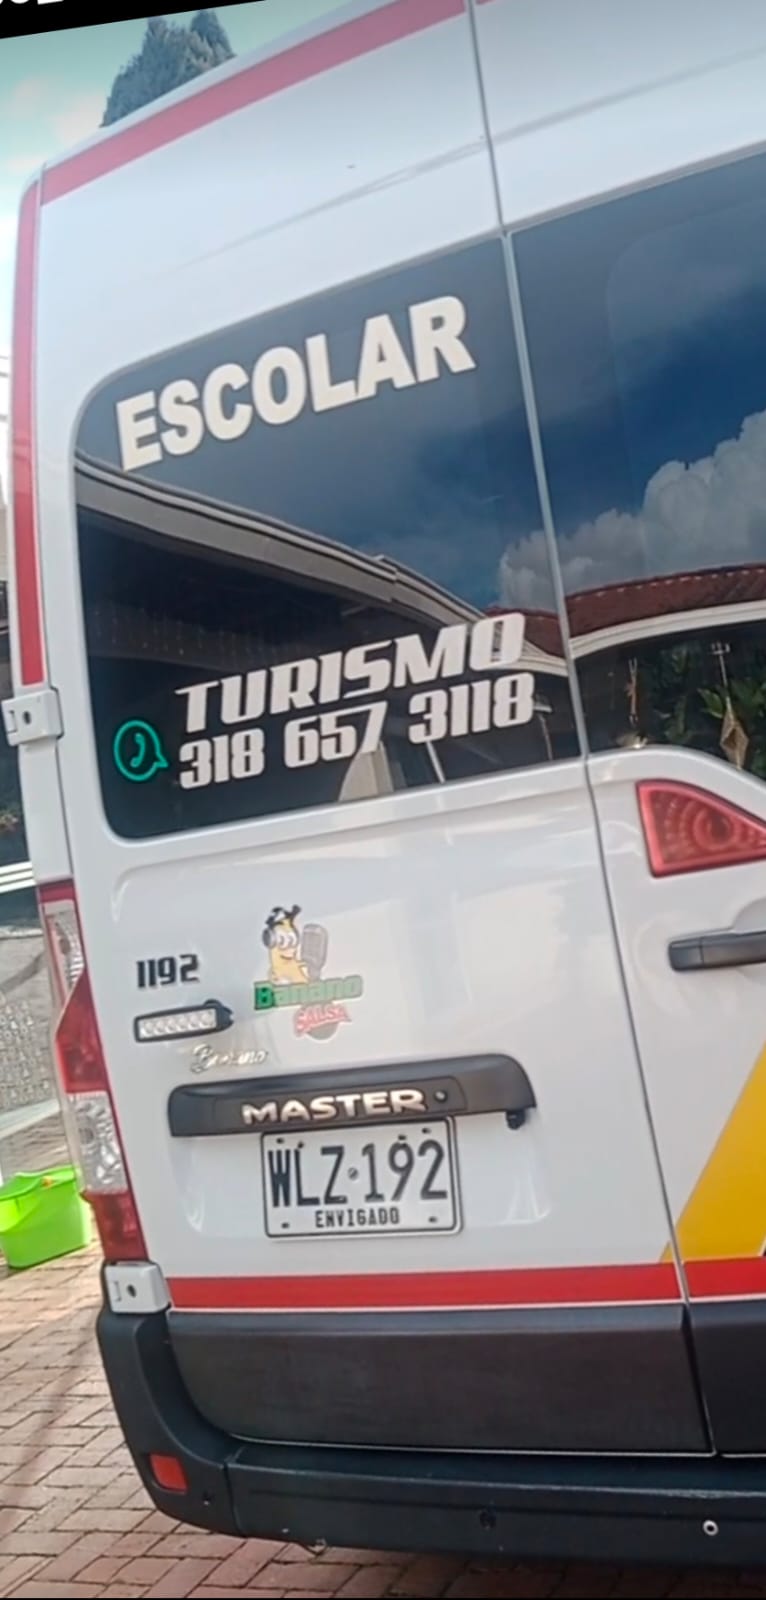 ESCOLAR
TURISMO
318 657 3118
1192
Banano
SALSA
MASTER
WLZ·192
ENVIGADO